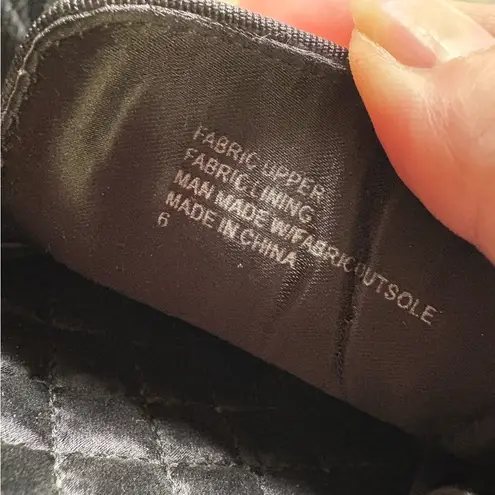 FABRIC UPPER
FABRIC LINING
MAN MADE W/FABRIC OUTSOLE
MADE IN CHINA
6